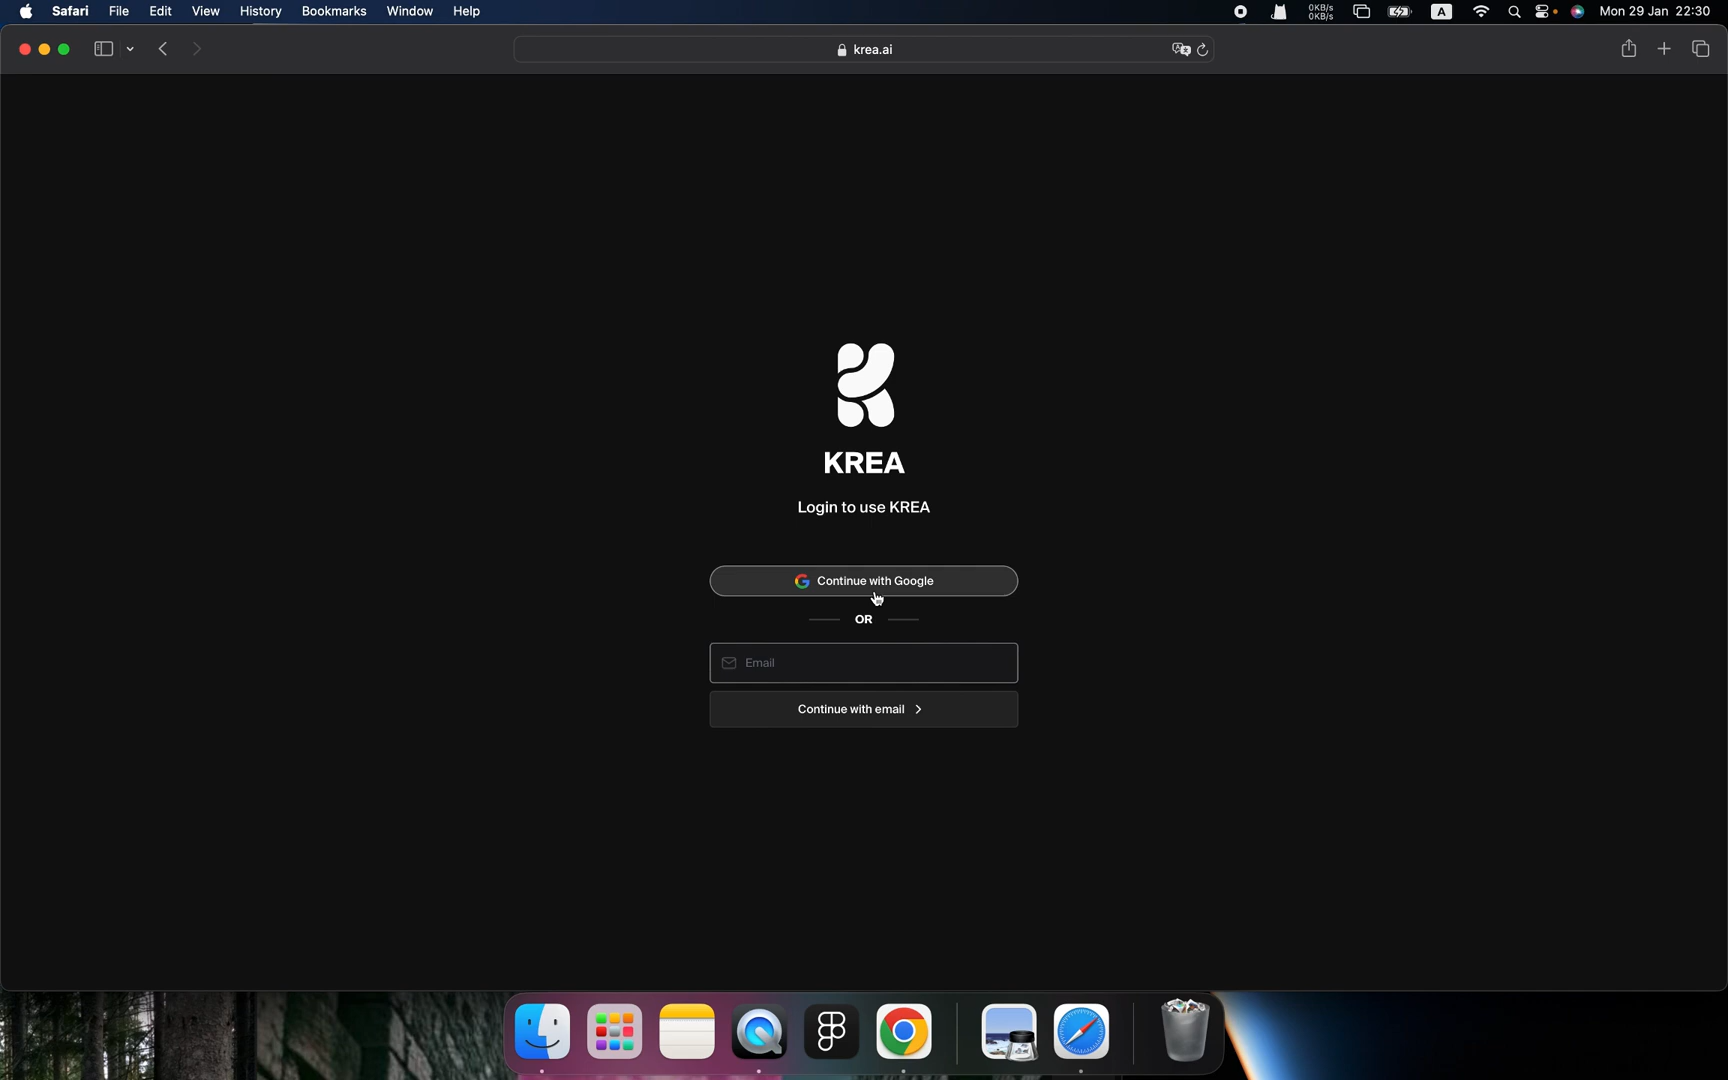 Safari File Edit View History Bookmarks Window Help 0KB/s A Mon 29 Jan 22:30
0KB/s
krea.ai
KREA
Login to use KREA
Continue with Google
OR
Email
Continue with email